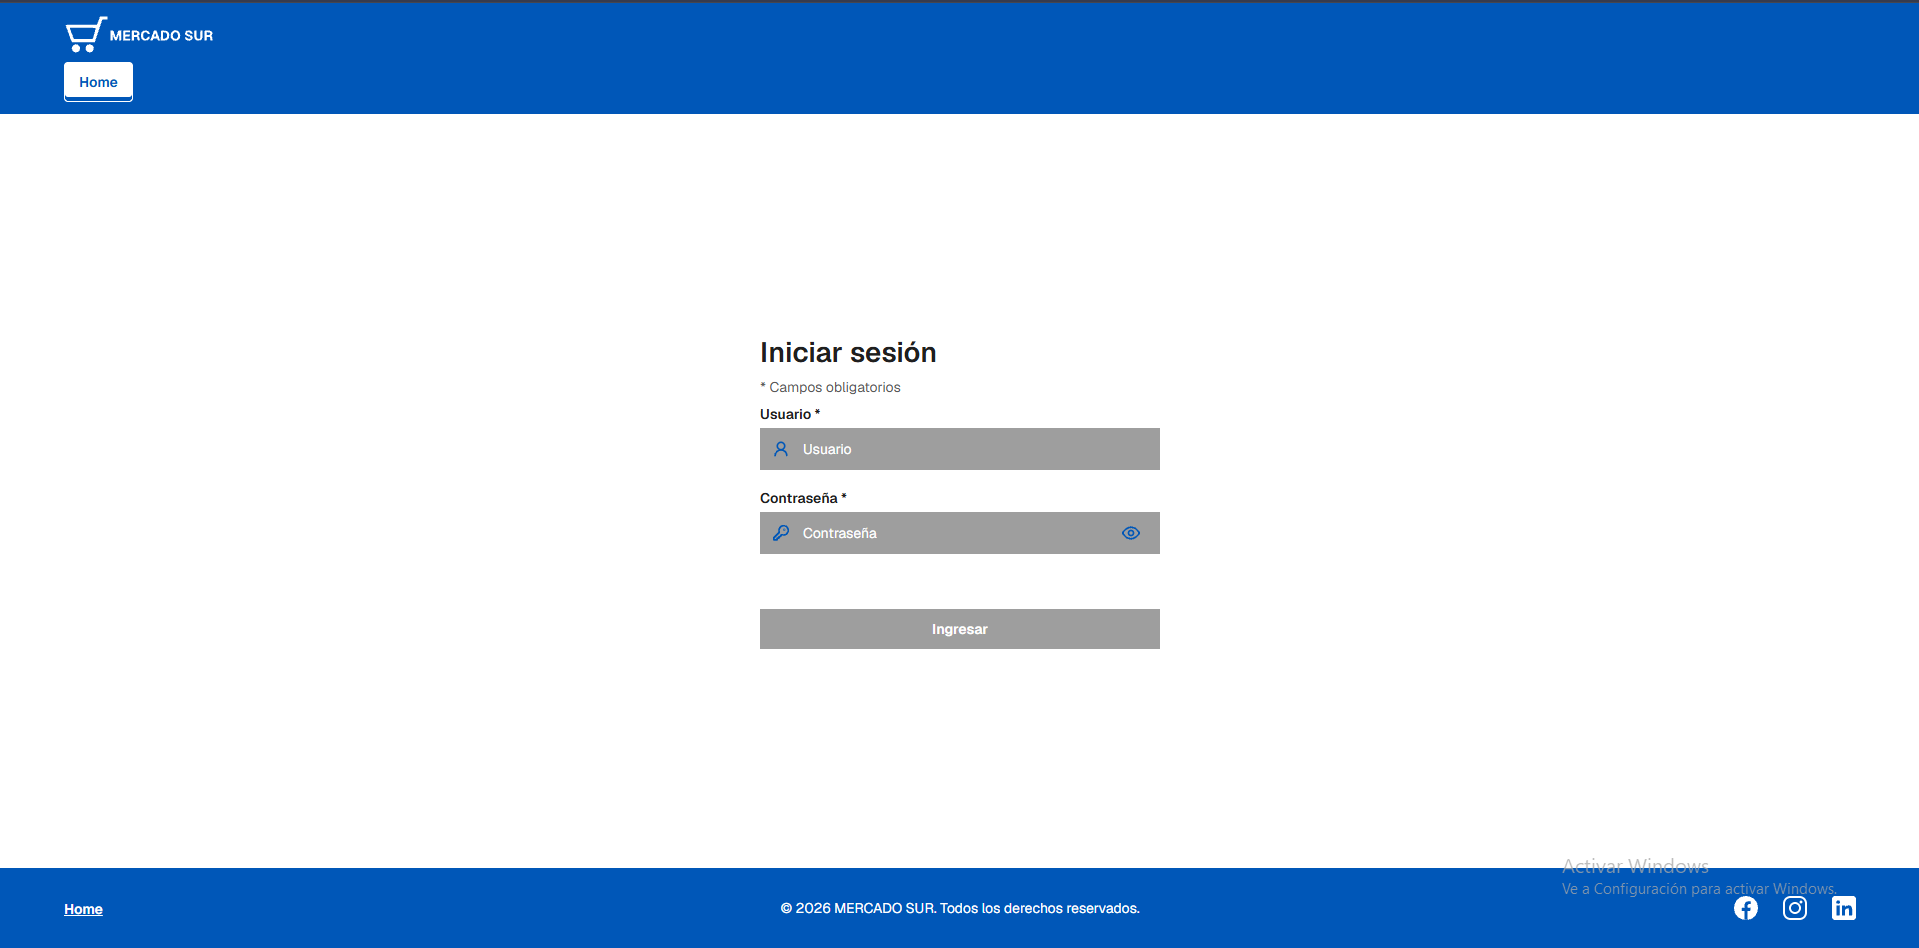 MERCADO SUR
Home
Iniciar sesión
* Campos obligatorios
Usuario *
Usuario
Contraseña *
Contraseña
Ingresar
Activar Windows
Ve a Configuración para activar Windows.
Home
© 2026 MERCADO SUR. Todos los derechos reservados.